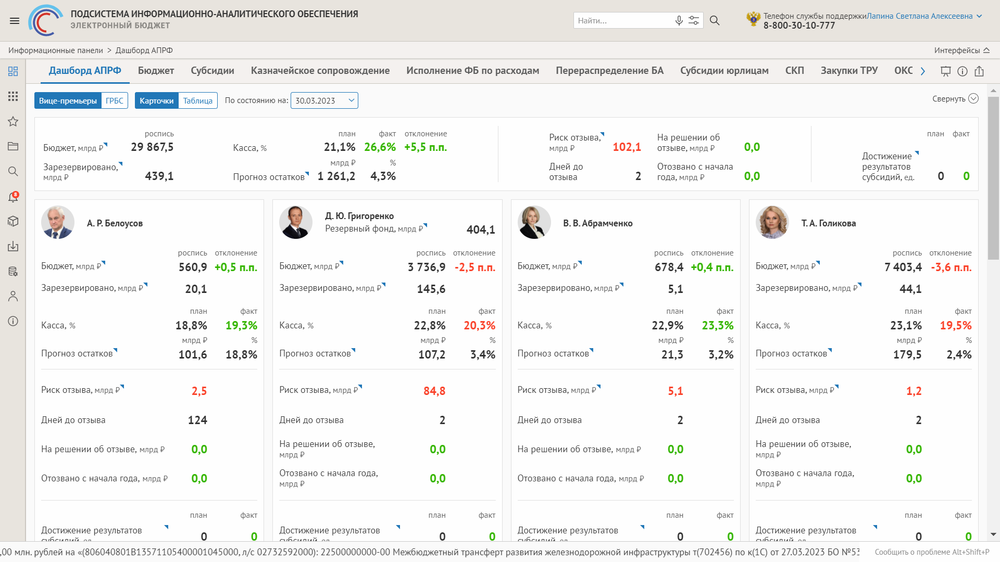 ПОДСИСТЕМА ИНФОРМАЦИОННО-АНАЛИТИЧЕСКОГО ОБЕСПЕЧЕНИЯ
ЭЛЕКТРОННЫЙ БЮДЖЕТ
Найти...
Телефон службы поддержки
8-800-30-10-777
Лапина Светлана Алексеевна
Информационные панели > Дашборд АПРФ
Интерфейсы
Дашборд АПРФ Бюджет Субсидии Казначейское сопровождение Исполнение ФБ по расходам Перераспределение БА Субсидии юрлицам СКП Закупки ТРУ ОКС
Вице-премьеры ГРБС Карточки Таблица По состоянию на: 30.03.2023 Свернуть
8
роспись
Бюджет, млрд ₽ 29 867,5
Зарезервировано, млрд ₽ 439,1
план факт отклонение
Касса, % 21,1% 26,6% +5,5 п.п.
млрд ₽ %
Прогноз остатков 1 261,2 4,3%
Риск отзыва, млрд ₽ 102,1
Дней до отзыва 2
На решении об отзыве, млрд ₽ 0,0
Отозвано с начала года, млрд ₽ 0,0
план факт
Достижение результатов субсидий, ед. 0 0
А. Р. Белоусов
роспись отклонение
Бюджет, млрд ₽ 560,9 +0,5 п.п.
Зарезервировано, млрд ₽ 20,1
план факт
Касса, % 18,8% 19,3%
млрд ₽ %
Прогноз остатков 101,6 18,8%
Риск отзыва, млрд ₽ 2,5
Дней до отзыва 124
На решении об отзыве, млрд ₽ 0,0
Отозвано с начала года, млрд ₽ 0,0
план факт
Достижение результатов 0 0
субсидий, ед.
Д. Ю. Григоренко
Резервный фонд, млрд ₽ 404,1
роспись отклонение
Бюджет, млрд ₽ 3 736,9 -2,5 п.п.
Зарезервировано, млрд ₽ 145,6
план факт
Касса, % 22,8% 20,3%
млрд ₽ %
Прогноз остатков 107,2 3,4%
Риск отзыва, млрд ₽ 84,8
Дней до отзыва 2
На решении об отзыве, млрд ₽ 0,0
Отозвано с начала года, млрд ₽ 0,0
план факт
Достижение результатов 0 0
субсидий, ед.
В. В. Абрамченко
роспись отклонение
Бюджет, млрд ₽ 678,4 +0,4 п.п.
Зарезервировано, млрд ₽ 5,1
план факт
Касса, % 22,9% 23,3%
млрд ₽ %
Прогноз остатков 21,3 3,2%
Риск отзыва, млрд ₽ 5,1
Дней до отзыва 2
На решении об отзыве, млрд ₽ 0,0
Отозвано с начала года, млрд ₽ 0,0
план факт
Достижение результатов 0 0
субсидий, ед.
Т. А. Голикова
роспись отклонение
Бюджет, млрд ₽ 7 403,4 -3,6 п.п.
Зарезервировано, млрд ₽ 44,1
план факт
Касса, % 23,1% 19,5%
млрд ₽ %
Прогноз остатков 179,5 2,4%
Риск отзыва, млрд ₽ 1,2
Дней до отзыва 2
На решении об отзыве, млрд ₽ 0,0
Отозвано с начала года, млрд ₽ 0,0
план факт
Достижение результатов 0 0
субсидий, ед.
,00 млн. рублей на «(806040801В13571105400001045000, л/с 02732592000): 22500000000-00 Межбюджетный трансферт развития железнодорожной инфраструктуры т(702456) по к(1С) от 27.03.2023 БО №53
Сообщить о проблеме Alt+Shift+P